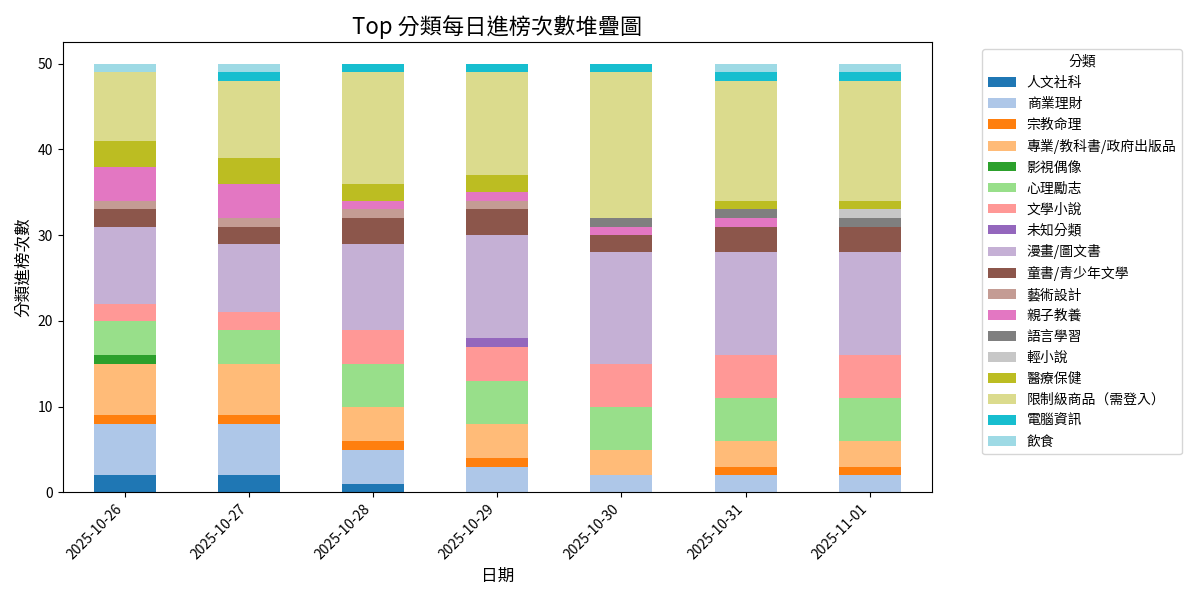 Top 分類每日進榜次數堆疊圖
分類進榜次數
50
40
30
20
10
0
2025-10-26
2025-10-27
2025-10-28
2025-10-29
2025-10-30
2025-10-31
2025-11-01
日期
分類
人文社科
商業理財
宗教命理
專業/教科書/政府出版品
影視偶像
心理勵志
文學小說
未知分類
漫畫/圖文書
童書/青少年文學
藝術設計
親子教養
語言學習
輕小說
醫療保健
限制級商品（需登入）
電腦資訊
飲食